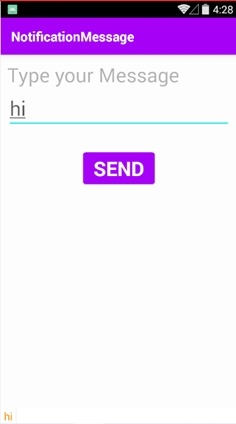 4:28
NotificationMessage
Type your Message
hi
SEND
hi